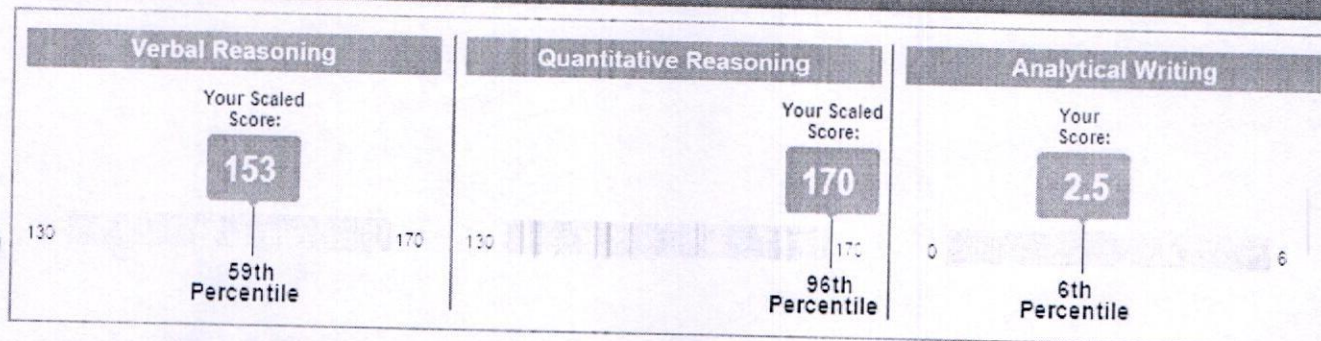 Verbal Reasoning
Your Scaled
Score:
153
130
170
59th
Percentile
Quantitative Reasoning
Your Scaled
Score:
170
130
170
96th
Percentile
Analytical Writing
Your
Score:
2.5
0
6
6th
Percentile